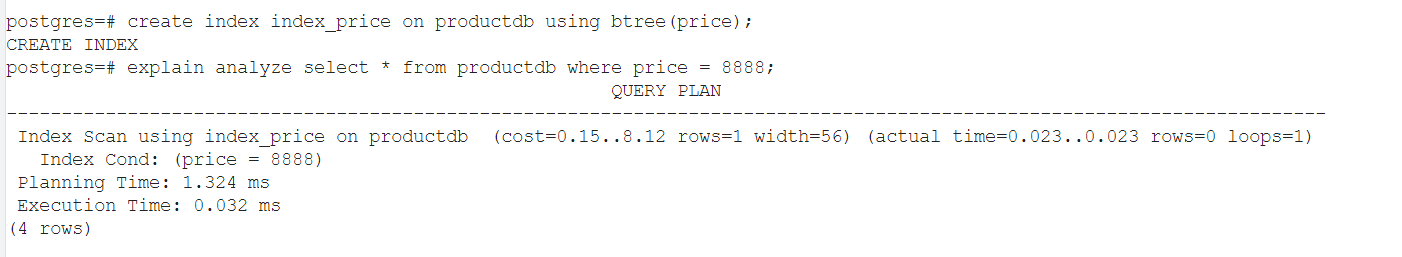 postgres=# create index index_price on productdb using btree(price);
CREATE INDEX
postgres=# explain analyze select * from productdb where price = 8888;
QUERY PLAN
------------------------------------------------------------------------------------------------------------------------
Index Scan using index_price on productdb  (cost=0.15..8.12 rows=1 width=56) (actual time=0.023..0.023 rows=0 loops=1)
Index Cond: (price = 8888)
Planning Time: 1.324 ms
Execution Time: 0.032 ms
(4 rows)